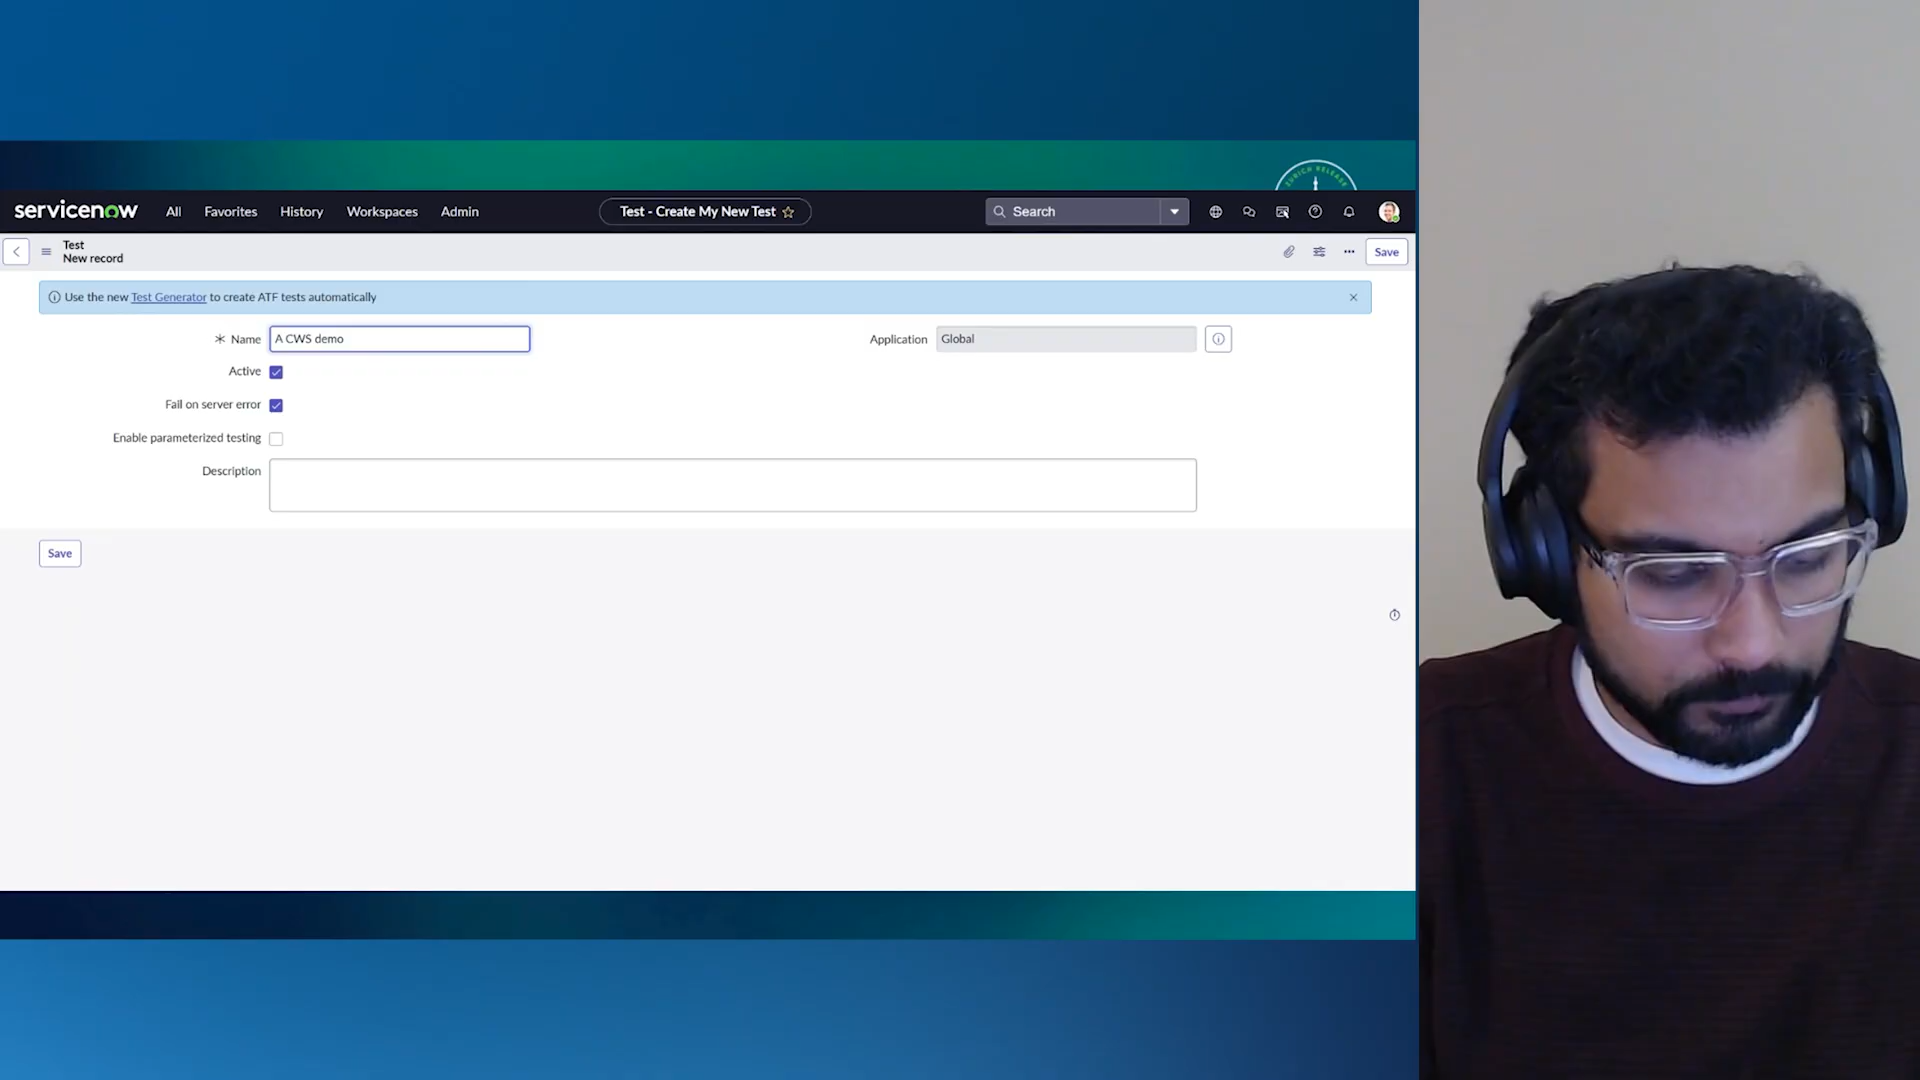 ZURICH RELEASE
servicenow All Favorites History Workspaces Admin Test - Create My New Test Search
Test
New record
Save
Use the new Test Generator to create ATF tests automatically
Name A CWS demo Application Global
Active
Fail on server error
Enable parameterized testing
Description
Save